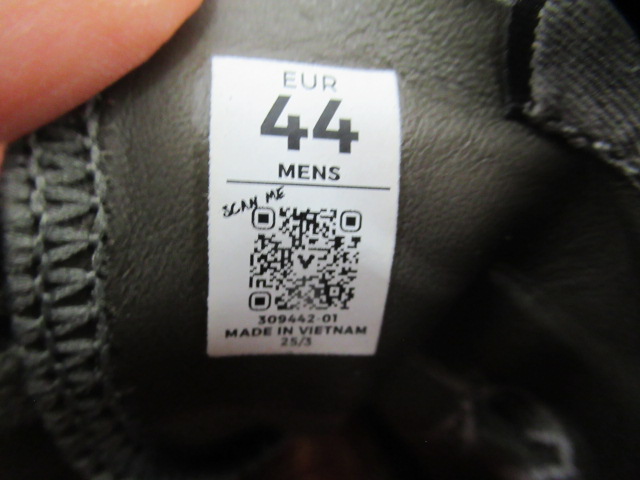 EUR
44
MENS
SCAN ME
309442-01
MADE IN VIETNAM
25/3